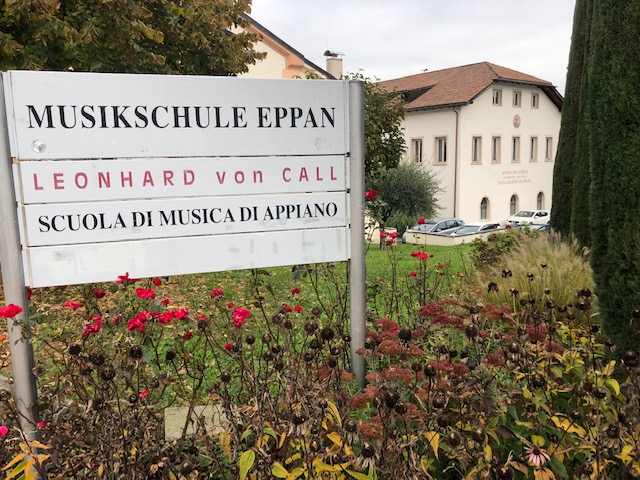 MUSIKSCHULE EPPAN
LEONHARD von CALL
SCUOLA DI MUSICA DI APPIANO